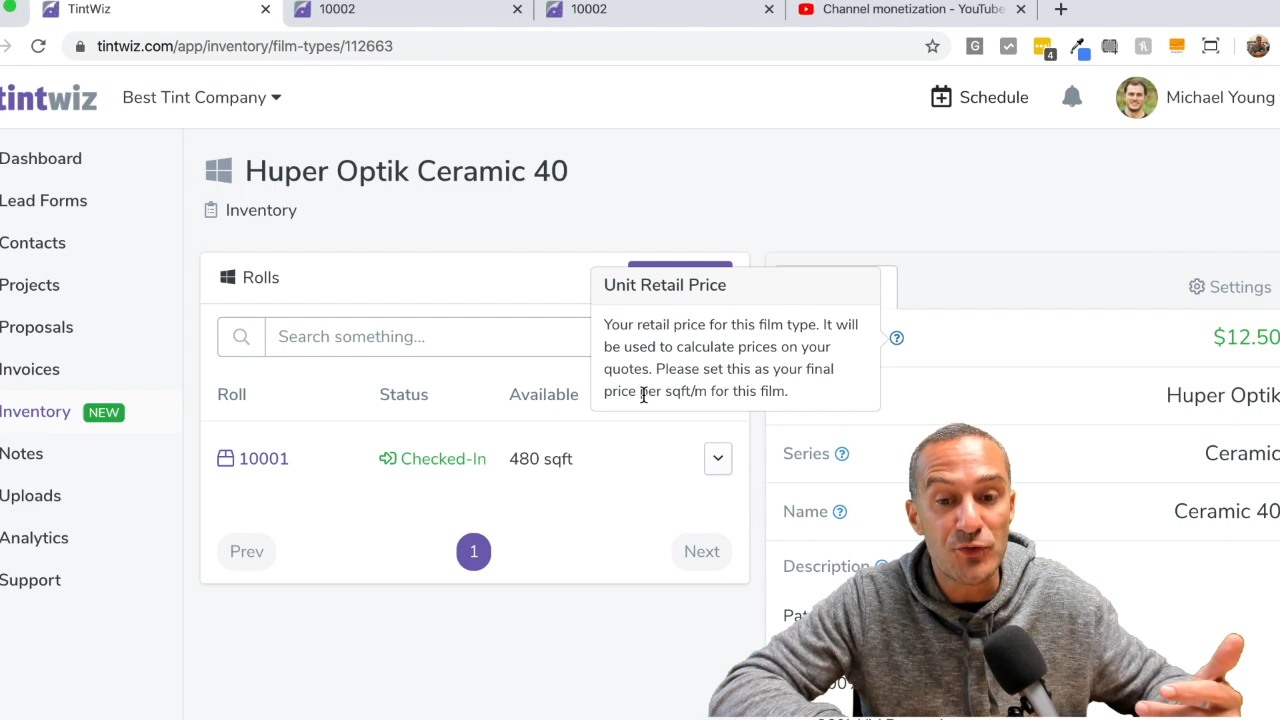 TintWiz
10002
10002
Channel monetization - YouTube
tintwiz.com/app/inventory/film-types/112663
4
tintwiz
Best Tint Company
Schedule
Michael Young
Dashboard
Lead Forms
Contacts
Projects
Proposals
Invoices
Inventory NEW
Notes
Uploads
Analytics
Support
Huper Optik Ceramic 40
Inventory
Rolls
Search something...
Roll Status Available
10001 Checked-In 480 sqft
Prev 1 Next
Unit Retail Price
Your retail price for this film type. It will
be used to calculate prices on your
quotes. Please set this as your final
price per sqft/m for this film.
Settings
$12.50
Huper Optik
Series Ceramic
Name Ceramic 40
Description